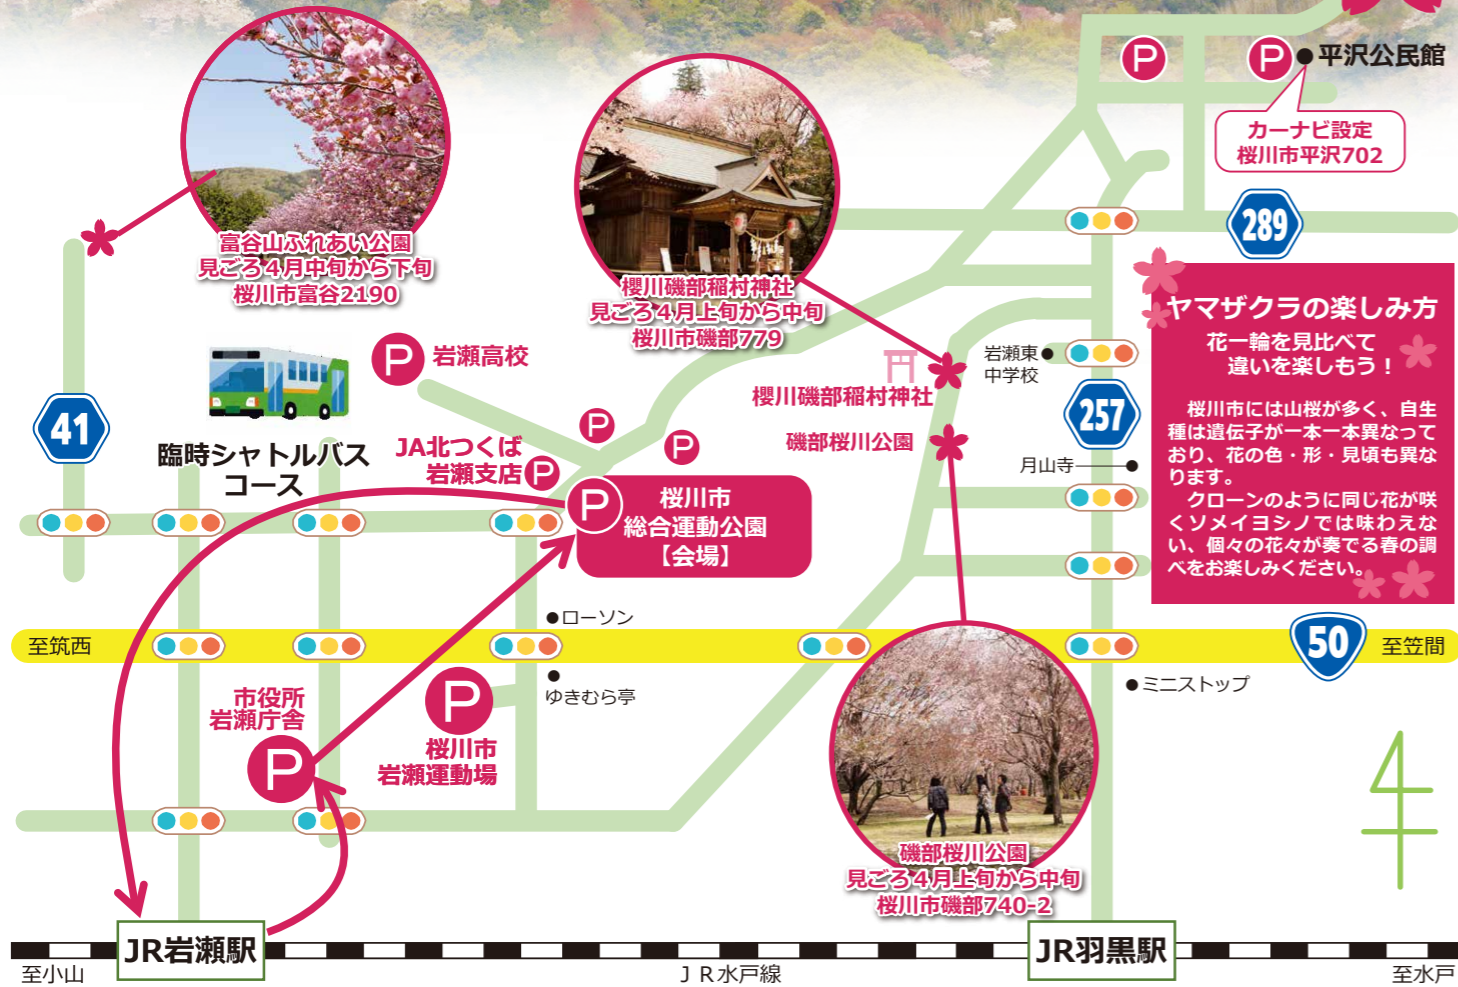 P
P
●平沢公民館
カーナビ設定
桜川市平沢702
富谷山ふれあい公園
見ごろ4月中旬から下旬
桜川市富谷2190
櫻川磯部稲村神社
見ごろ4月上旬から中旬
桜川市磯部779
289
ヤマザクラの楽しみ方
花一輪を見比べて
違いを楽しもう！
桜川市には山桜が多く、自生
種は遺伝子が一本一本異なって
おり、花の色・形・見頃も異な
ります。
クローンのように同じ花が咲
くソメイヨシノでは味わえな
い、個々の花々が奏でる春の調
べをお楽しみください。
P
岩瀬高校
岩瀬東●
中学校
櫻川磯部稲村神社
41
257
臨時シャトルバス
コース
P
P
JA北つくば
岩瀬支店
P
磯部桜川公園
月山寺
P
桜川市
総合運動公園
【会場】
●ローソン
至筑西
50
至笠間
ゆきむら亭
●ミニストップ
市役所
岩瀬庁舎
P
P
桜川市
岩瀬運動場
磯部桜川公園
見ごろ4月上旬から中旬
桜川市磯部740-2
JR岩瀬駅
JR羽黒駅
至小山
ＪＲ水戸線
至水戸